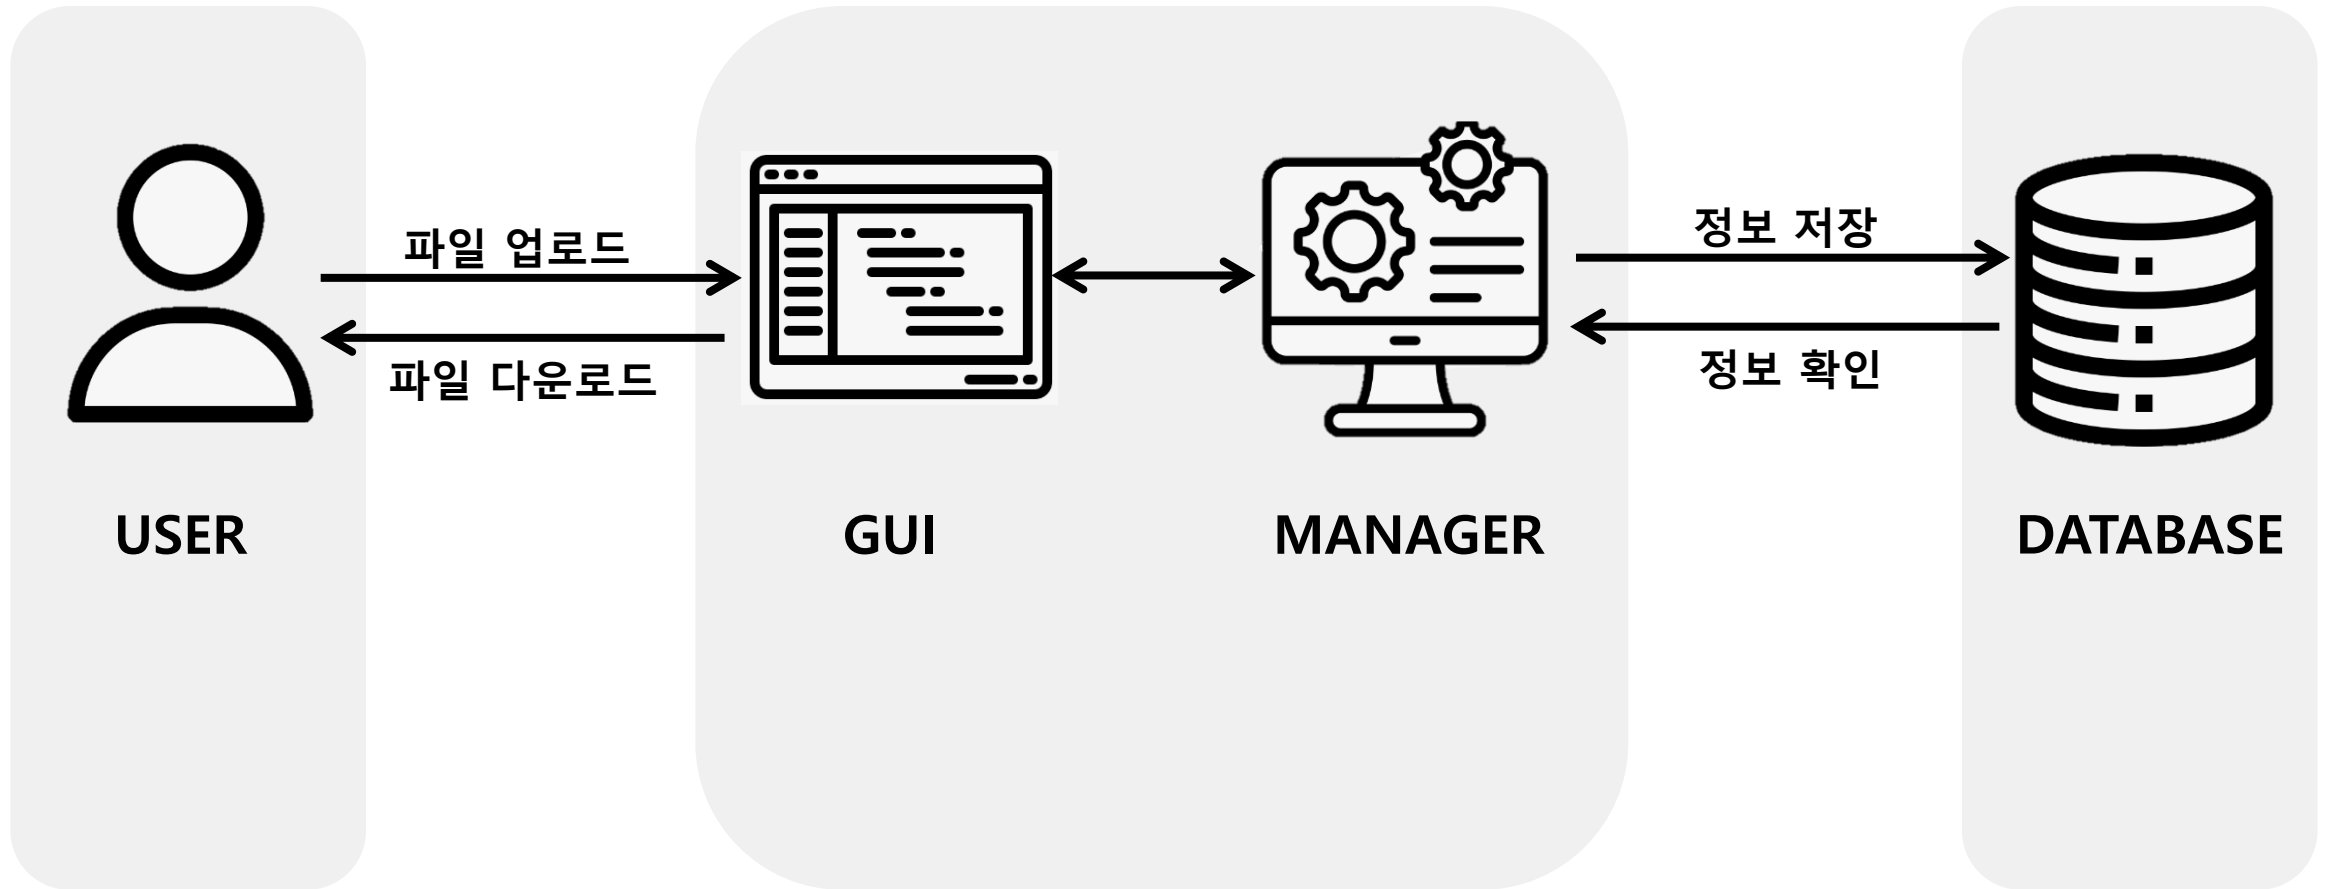 파일 업로드
파일 다운로드
정보 저장
정보 확인
USER
GUI
MANAGER
DATABASE